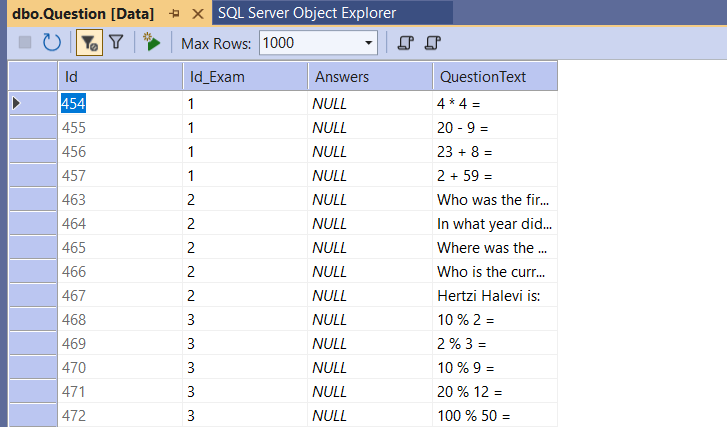 dbo.Question [Data] SQL Server Object Explorer
Max Rows: 1000
Id Id_Exam Answers QuestionText
454 1 NULL 4 * 4 =
455 1 NULL 20 - 9 =
456 1 NULL 23 + 8 =
457 1 NULL 2 + 59 =
463 2 NULL Who was the fir...
464 2 NULL In what year did...
465 2 NULL Where was the ...
466 2 NULL Who is the curr...
467 2 NULL Hertzi Halevi is:
468 3 NULL 10 % 2 =
469 3 NULL 2 % 3 =
470 3 NULL 10 % 9 =
471 3 NULL 20 % 12 =
472 3 NULL 100 % 50 =